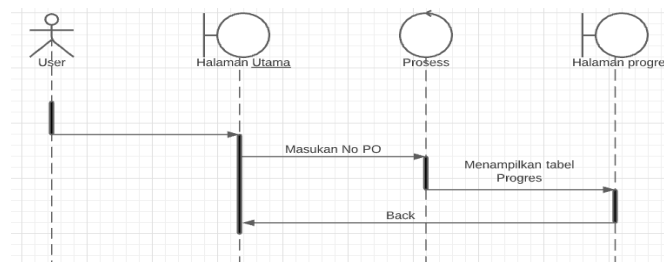 User
Halaman Utama
Prosess
Halaman progre
Masukan No PO
Menampilkan tabel
Progres
Back